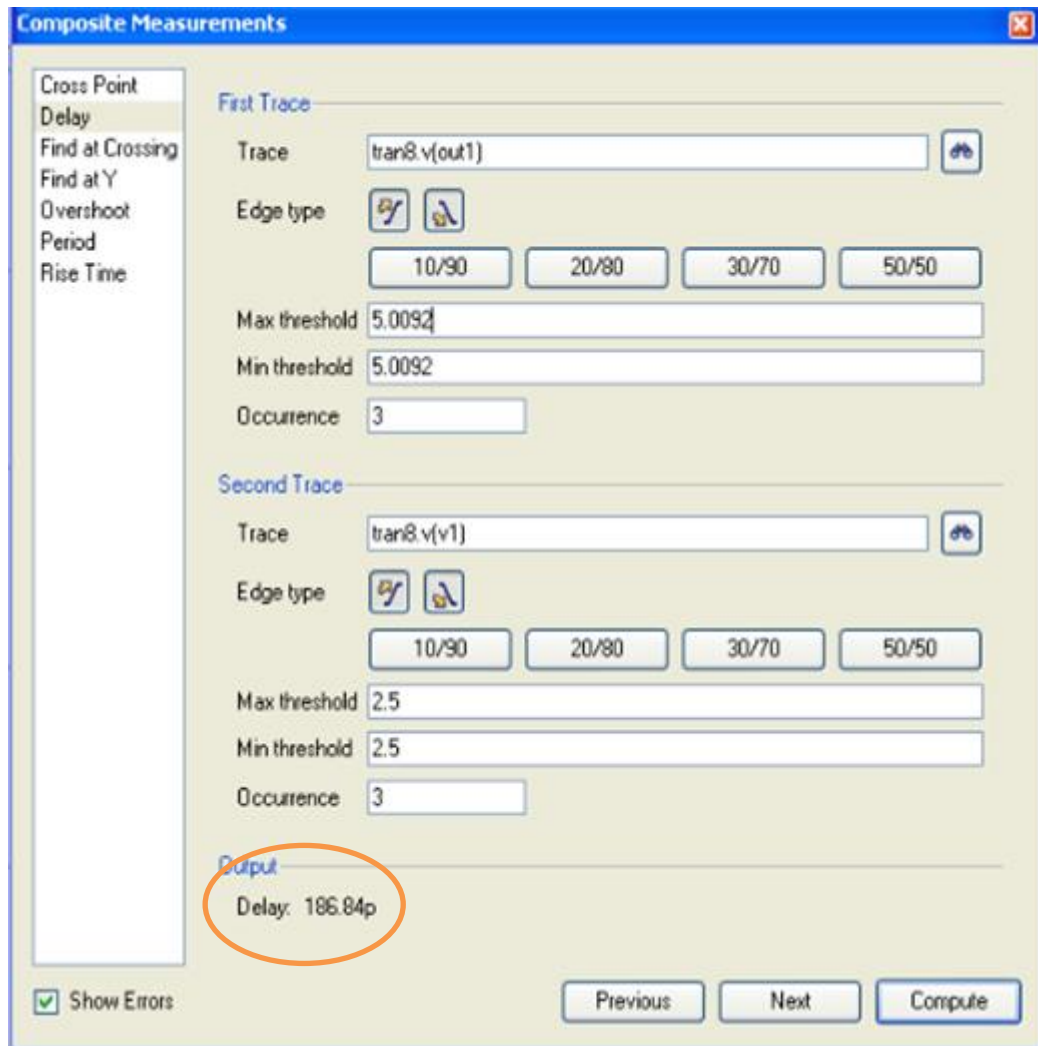 Composite Measurements
Cross Point
Delay
Find at Crossing
Find at Y
Overshoot
Period
Rise Time
First Trace
Trace tran8.v(out1)
Edge type
10/90 20/80 30/70 50/50
Max threshold 5.0092
Min threshold 5.0092
Occurrence 3
Second Trace
Trace tran8.v(v1)
Edge type
10/90 20/80 30/70 50/50
Max threshold 2.5
Min threshold 2.5
Occurrence 3
Output
Delay: 186.84p
Show Errors
Previous Next Compute